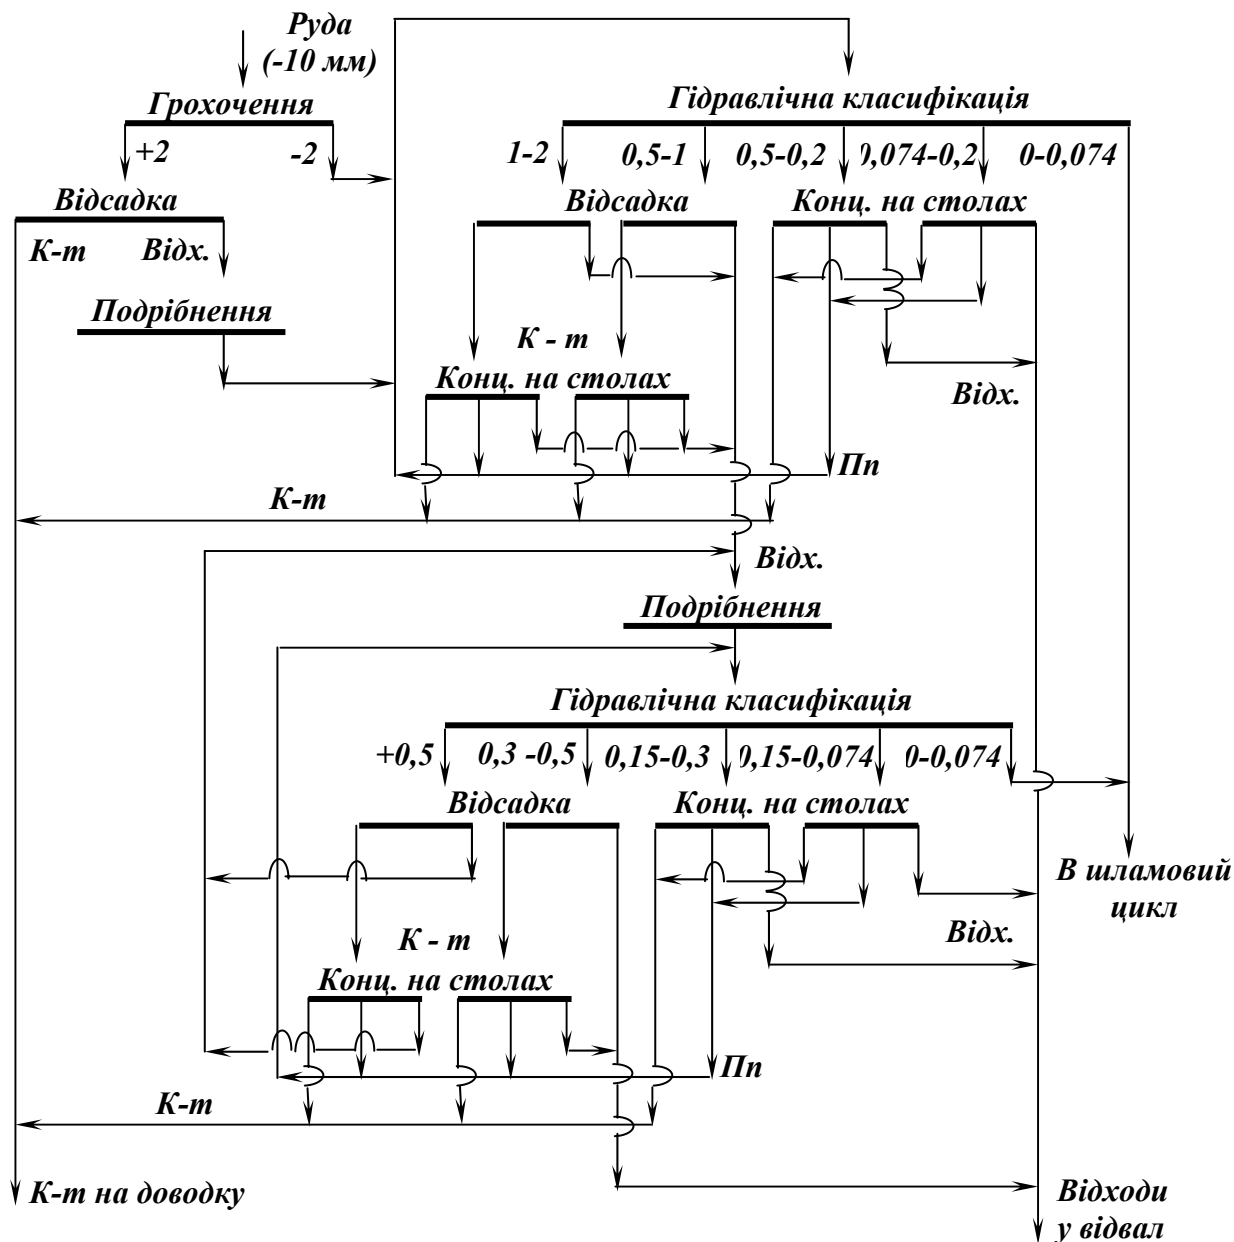 Руда
(-10 мм)
Грохочення
Гідравлічна класифікація
+2
-2
1-2
0,5-1
0,5-0,2
0,074-0,2
0-0,074
Відсадка
Відсадка
Конц. на столах
К-т
Відх.
Подрібнення
К - т
Конц. на столах
Відх.
Пп
К-т
Відх.
Подрібнення
Гідравлічна класифікація
+0,5
0,3 -0,5
0,15-0,3
0,15-0,074
0-0,074
Відсадка
Конц. на столах
В шламовий
цикл
К - т
Відх.
Конц. на столах
Пп
К-т
К-т на доводку
Відходи
у відвал